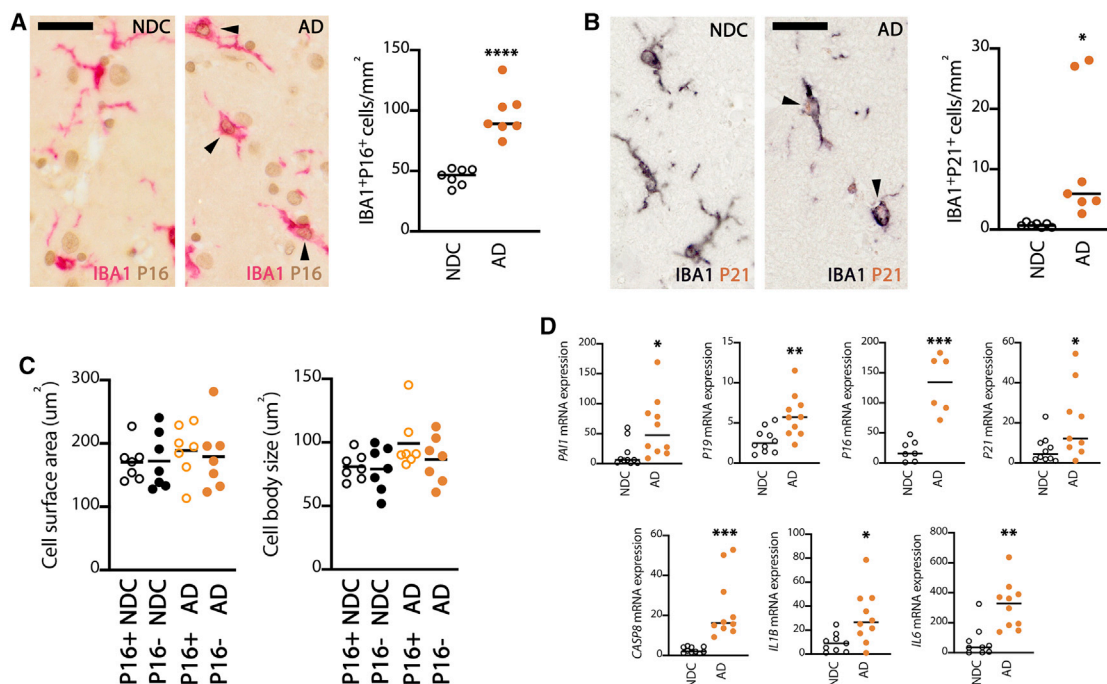 A
NDC
AD
IBA1 P16
IBA1 P16
IBA1+P16+ cells/mm²
150
100
50
0
****
NDC
AD
B
NDC
AD
IBA1 P21
IBA1 P21
IBA1+P21+ cells/mm²
30
20
10
0
*
NDC
AD
C
Cell surface area (um²)
300
200
100
0
P16+ NDC
P16- NDC
P16+ AD
P16- AD
Cell body size (um²)
150
100
50
0
P16+ NDC
P16- NDC
P16+ AD
P16- AD
D
PAI1 mRNA expression
200
150
100
50
0
*
NDC
AD
P19 mRNA expression
15
10
5
0
**
NDC
AD
P16 mRNA expression
200
150
100
50
0
***
NDC
AD
P21 mRNA expression
60
40
20
0
*
NDC
AD
CASP8 mRNA expression
60
40
20
0
***
NDC
AD
IL1B mRNA expression
100
80
60
40
20
0
*
NDC
AD
IL6 mRNA expression
800
600
400
200
0
**
NDC
AD